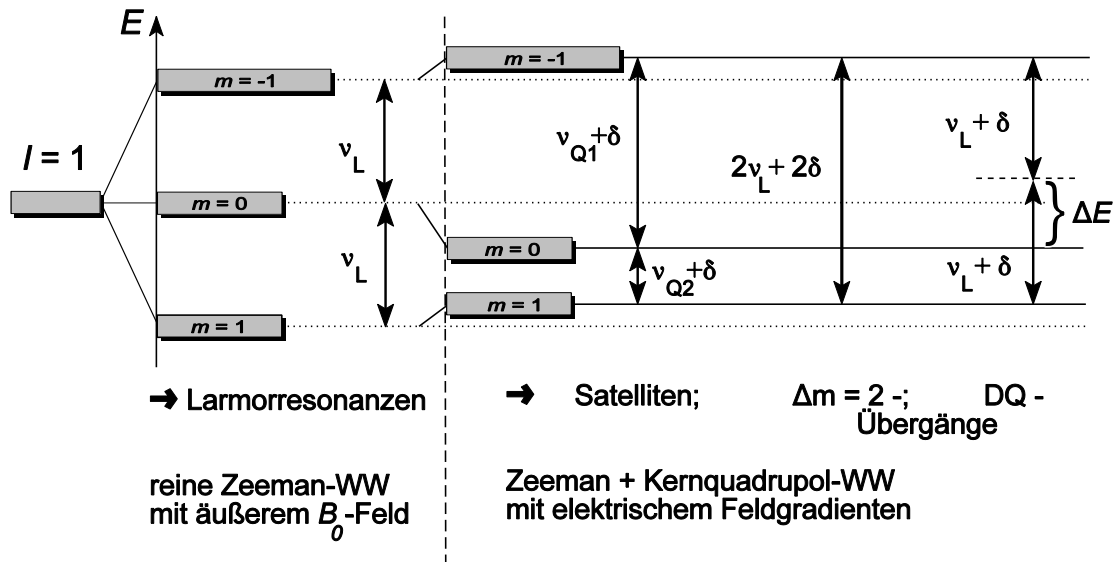 E
m = -1
m = -1
I = 1
ν_L
ν_Q1+δ
2ν_L+ 2δ
ν_L+ δ
m = 0
ΔE
m = 0
ν_L
ν_Q2+δ
ν_L+ δ
m = 1
m = 1
→ Larmorresonanzen
→ Satelliten; Δm = 2 -; DQ -
Übergänge
reine Zeeman-WW
mit äußerem B_0-Feld
Zeeman + Kernquadrupol-WW
mit elektrischem Feldgradienten